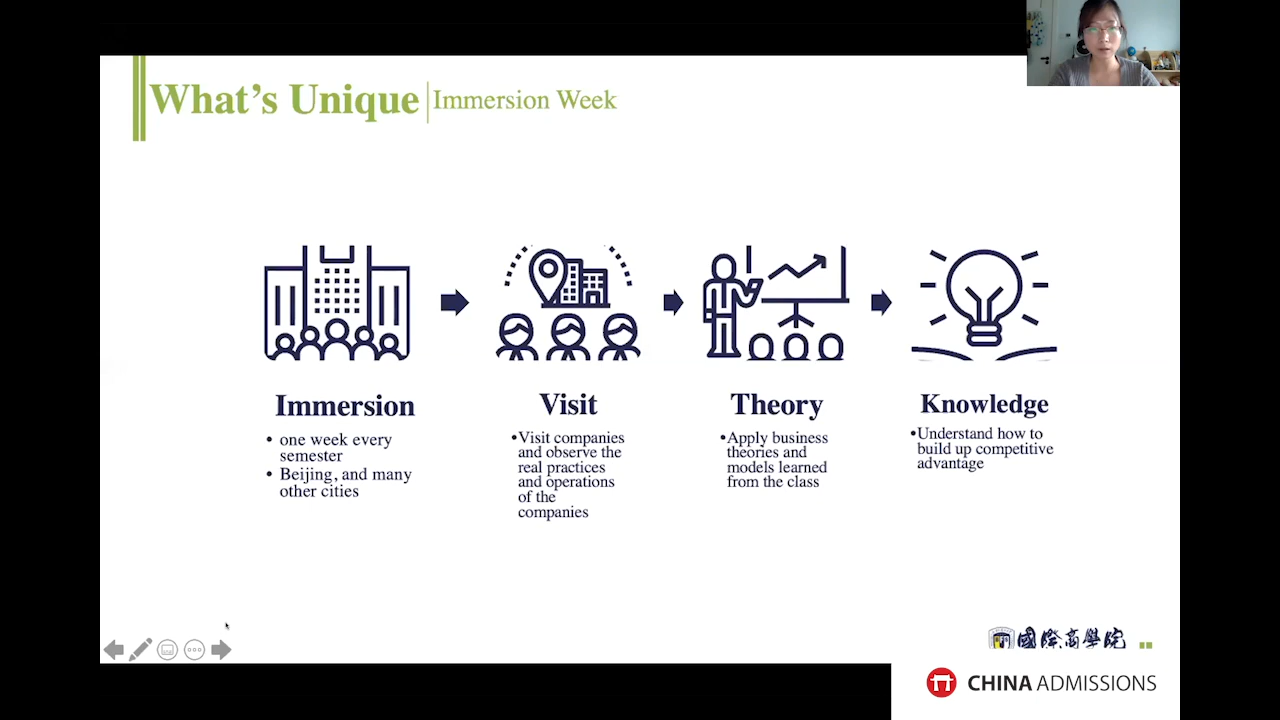 What's Unique
Immersion Week
Immersion
• one week every
semester
• Beijing, and many
other cities
Visit
•Visit companies
and observe the
real practices
and operations
of the
companies
Theory
•Apply business
theories and
models learned
from the class
Knowledge
•Understand how to
build up competitive
advantage
國際商學院
CHINA ADMISSIONS